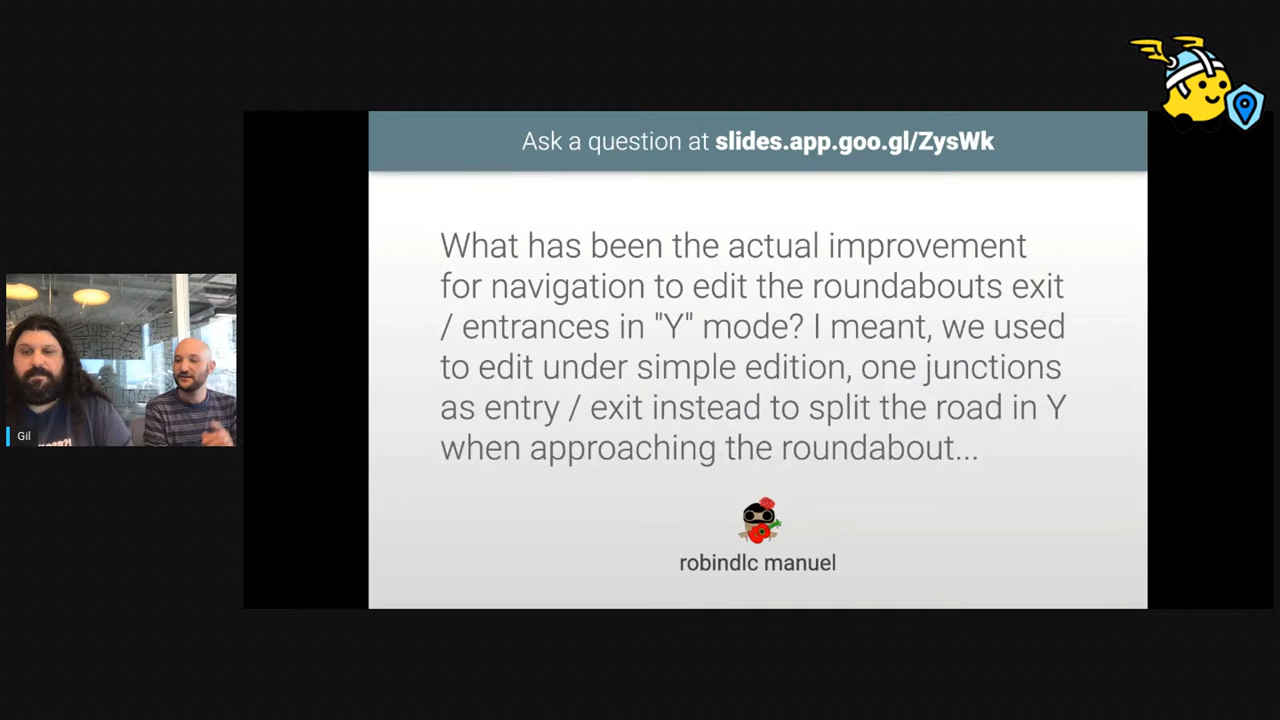 Ask a question at slides.app.goo.gl/ZysWk
What has been the actual improvement
for navigation to edit the roundabouts exit
/ entrances in "Y" mode? I meant, we used
to edit under simple edition, one junctions
as entry / exit instead to split the road in Y
when approaching the roundabout...
robindlc manuel
Gil